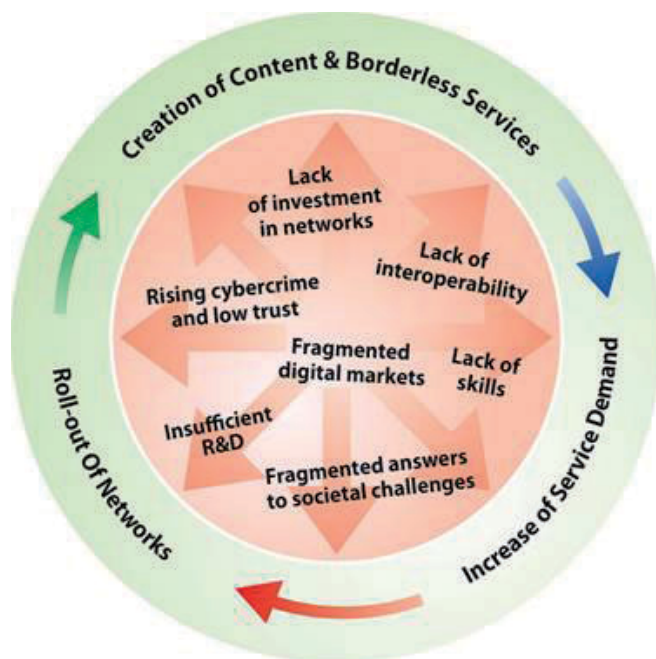 Creation of Content & Borderless Services
Lack
of investment
in networks
Lack of
interoperability
Rising cybercrime
and low trust
Fragmented
digital markets
Lack of
skills
Insufficient
R&D
Fragmented answers
to societal challenges
Increase of Service Demand
Roll-out Of Networks